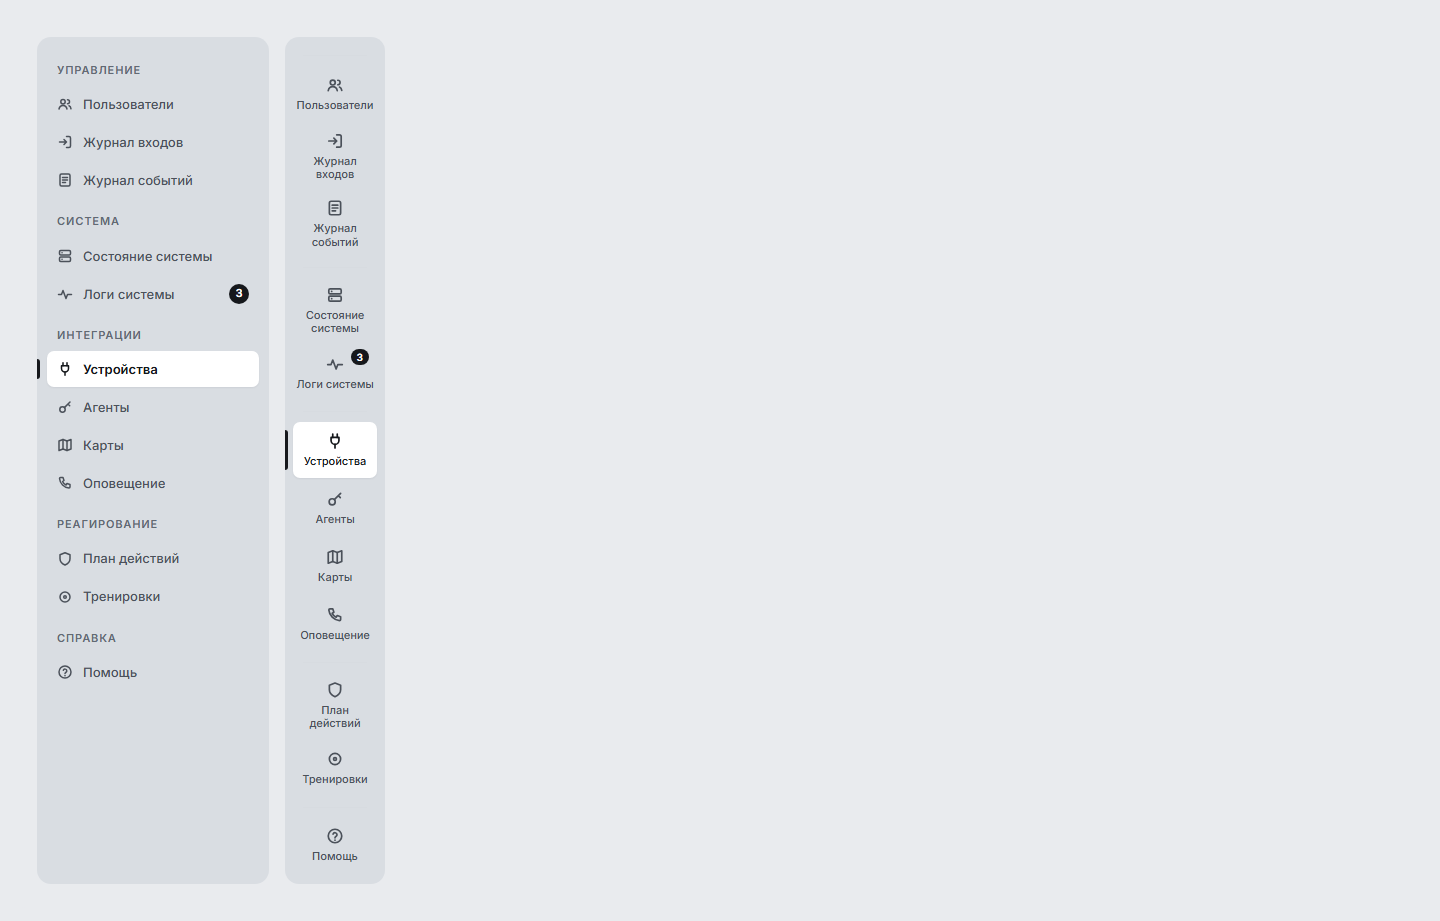 УПРАВЛЕНИЕ
Пользователи
Журнал входов
Журнал событий
СИСТЕМА
Состояние системы
Логи системы 3
ИНТЕГРАЦИИ
Устройства
Агенты
Карты
Оповещение
РЕАГИРОВАНИЕ
План действий
Тренировки
СПРАВКА
Помощь
Пользователи
Журнал
входов
Журнал
событий
Состояние
системы
3
Логи системы
Устройства
Агенты
Карты
Оповещение
План
действий
Тренировки
Помощь